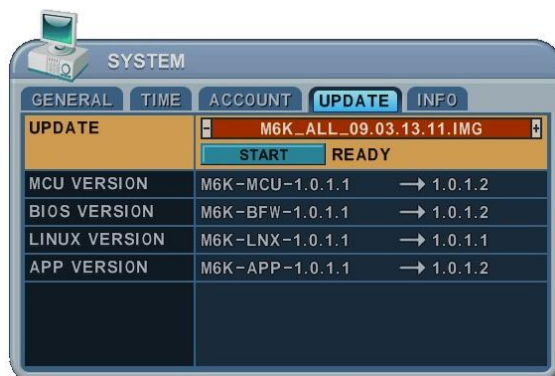 SYSTEM
GENERAL TIME ACCOUNT UPDATE INFO
UPDATE - M6K_ALL_09.03.13.11.IMG +
START READY
MCU VERSION M6K-MCU-1.0.1.1 → 1.0.1.2
BIOS VERSION M6K-BFW-1.0.1.1 → 1.0.1.2
LINUX VERSION M6K-LNX-1.0.1.1 → 1.0.1.1
APP VERSION M6K-APP-1.0.1.1 → 1.0.1.2